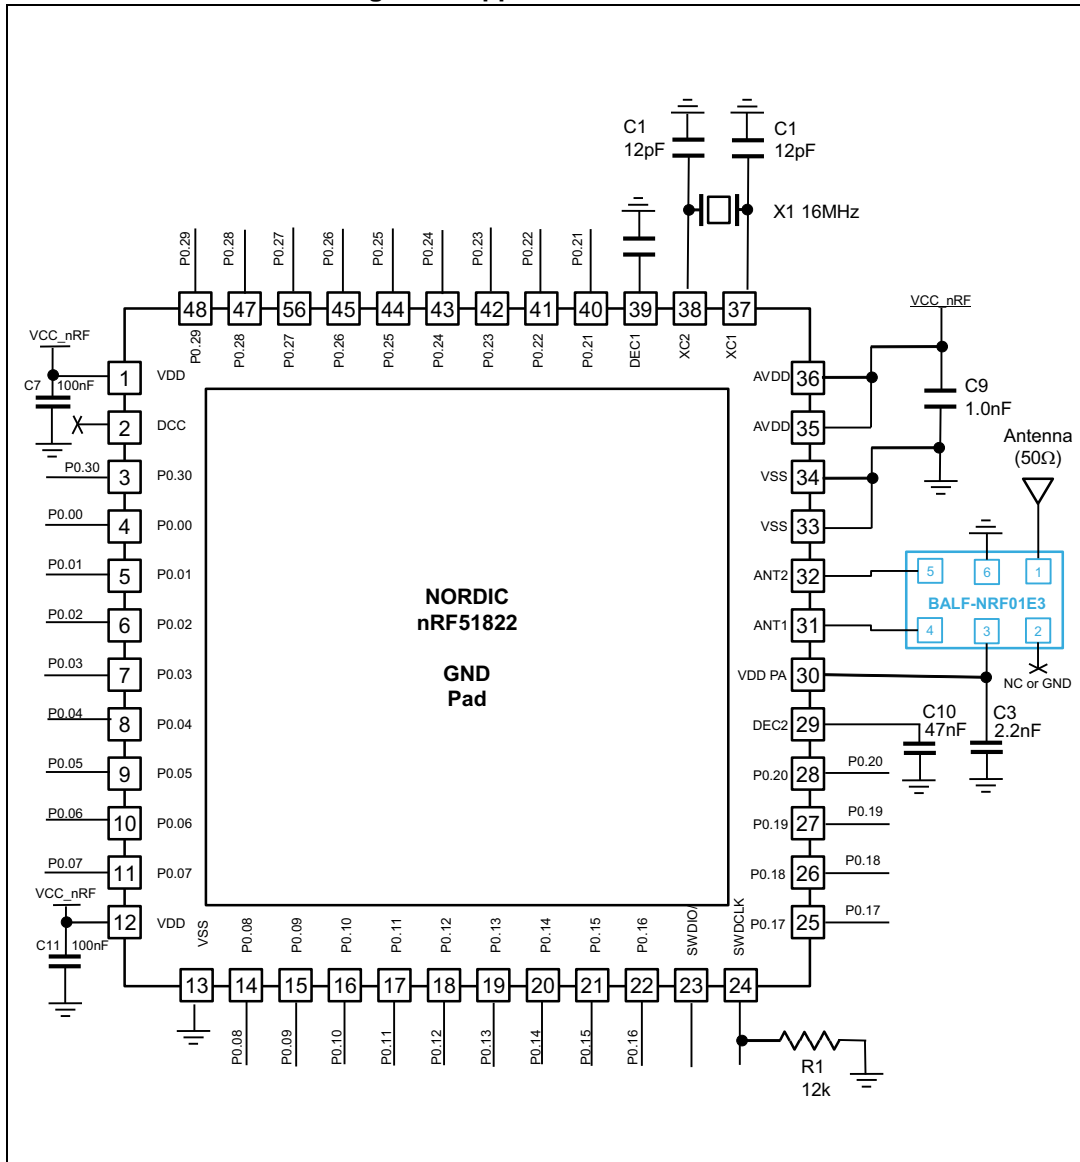 C1
12pF
C1
12pF
X1 16MHz
P0.29
P0.28
P0.27
P0.26
P0.25
P0.24
P0.23
P0.22
P0.21
48
47
56
45
44
43
42
41
40
39
38
37
P0.29
P0.28
P0.27
P0.26
P0.25
P0.24
P0.23
P0.22
P0.21
DEC1
XC2
XC1
VCC_nRF
C7
100nF
1
VDD
2
DCC
P0.30
3
P0.30
P0.00
4
P0.00
P0.01
5
P0.01
P0.02
6
P0.02
P0.03
7
P0.03
P0.04
8
P0.04
P0.05
9
P0.05
P0.06
10
P0.06
P0.07
11
P0.07
VCC_nRF
12
VDD
C11
100nF
NORDIC
nRF51822
GND
Pad
VCC_nRF
AVDD
36
C9
1.0nF
AVDD
35
Antenna
(50Ω)
VSS
34
VSS
33
ANT2
32
5
6
1
BALF-NRF01E3
ANT1
31
4
3
2
NC or GND
VDD PA
30
DEC2
29
C10
47nF
C3
2.2nF
P0.20
28
P0.20
P0.19
27
P0.19
P0.18
26
P0.18
P0.17
25
P0.17
VSS
P0.08
P0.09
P0.10
P0.11
P0.12
P0.13
P0.14
P0.15
P0.16
SWDIO/
SWDCLK
13
14
15
16
17
18
19
20
21
22
23
24
P0.08
P0.09
P0.10
P0.11
P0.12
P0.13
P0.14
P0.15
P0.16
R1
12k